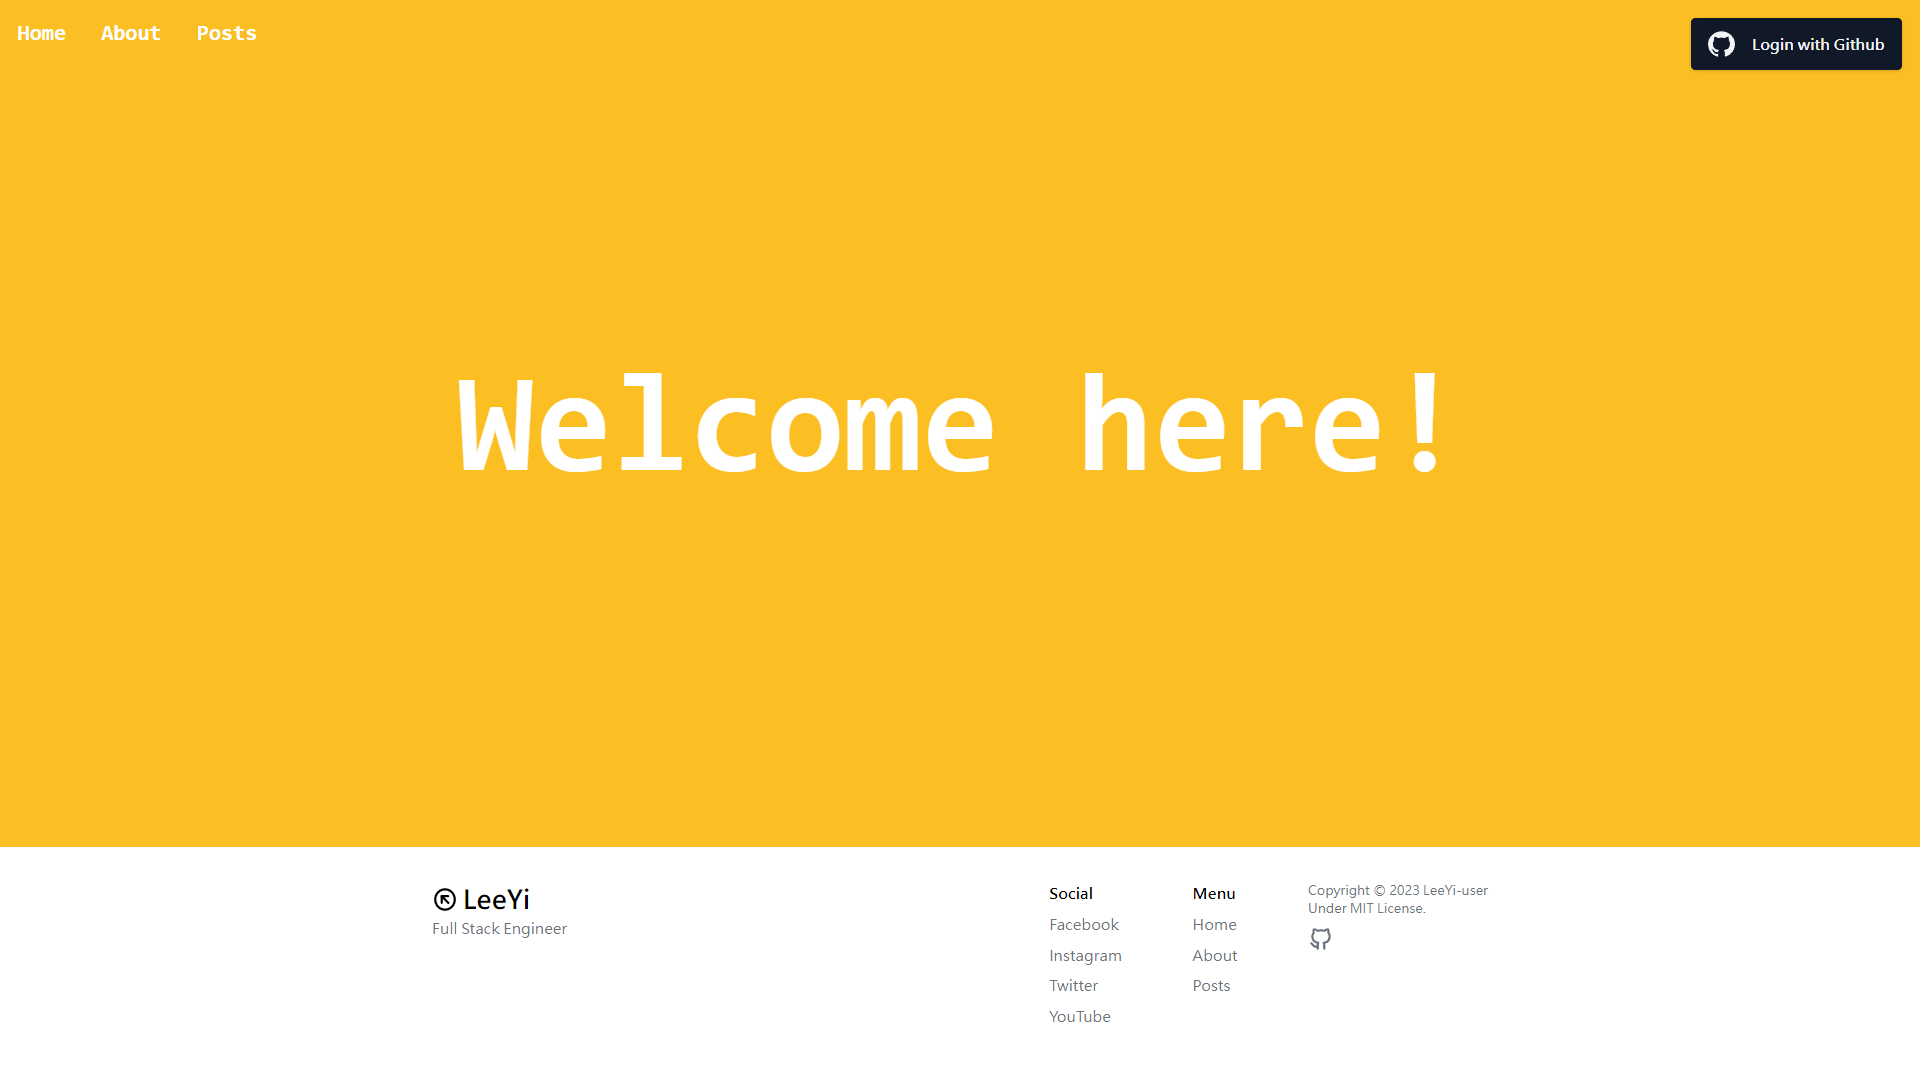 Home About Posts
Login with Github
Welcome here!
LeeYi
Full Stack Engineer
Social
Facebook
Instagram
Twitter
YouTube
Menu
Home
About
Posts
Copyright © 2023 LeeYi-user
Under MIT License.